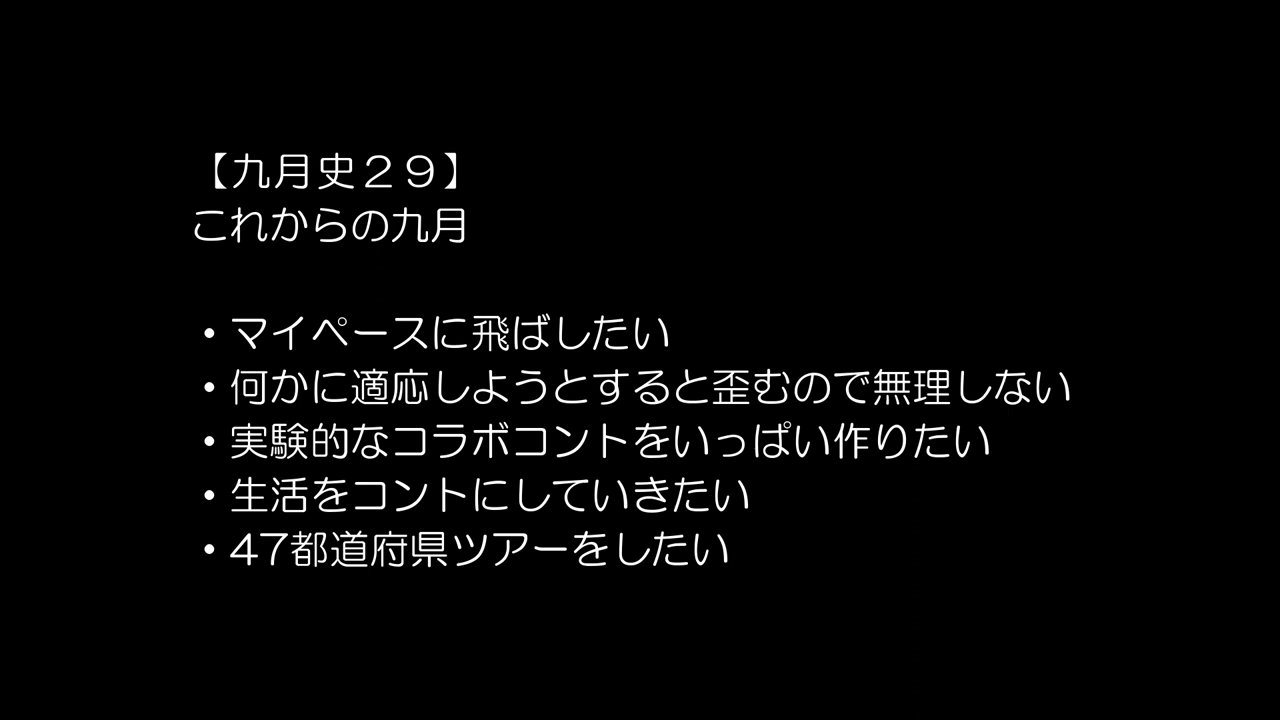 【九月史２９】
これからの九月
・マイペースに飛ばしたい
・何かに適応しようとすると歪むので無理しない
・実験的なコラボコントをいっぱい作りたい
・生活をコントにしていきたい
・47都道府県ツアーをしたい